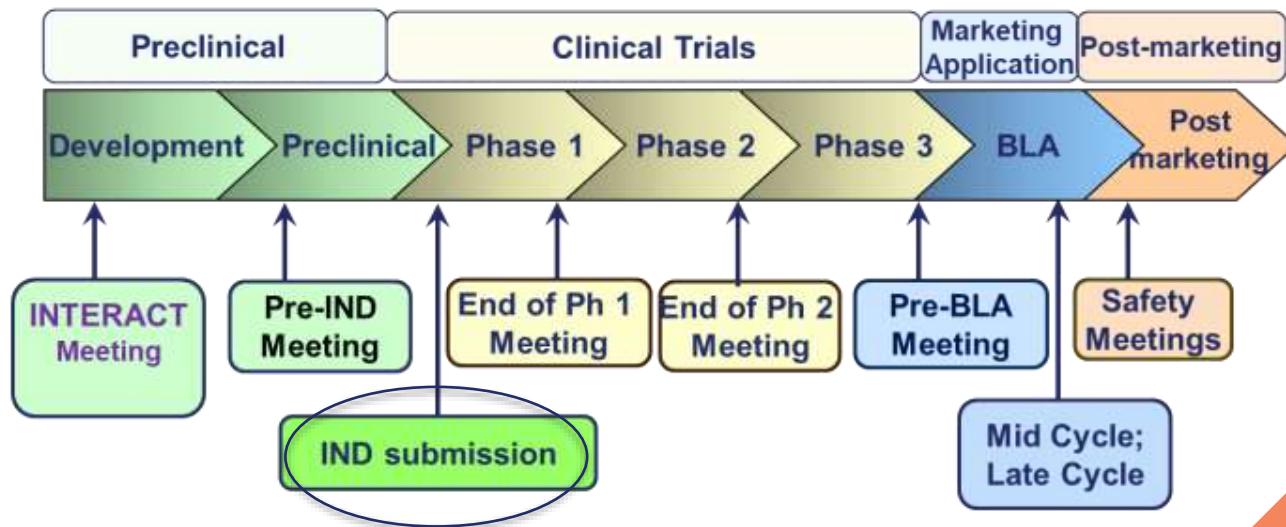 Preclinical
Clinical Trials
Marketing
Application
Post-marketing
Development
Preclinical
Phase 1
Phase 2
Phase 3
BLA
Post
marketing
INTERACT
Meeting
Pre-IND
Meeting
End of Ph 1
Meeting
End of Ph 2
Meeting
Pre-BLA
Meeting
Safety
Meetings
IND submission
Mid Cycle;
Late Cycle